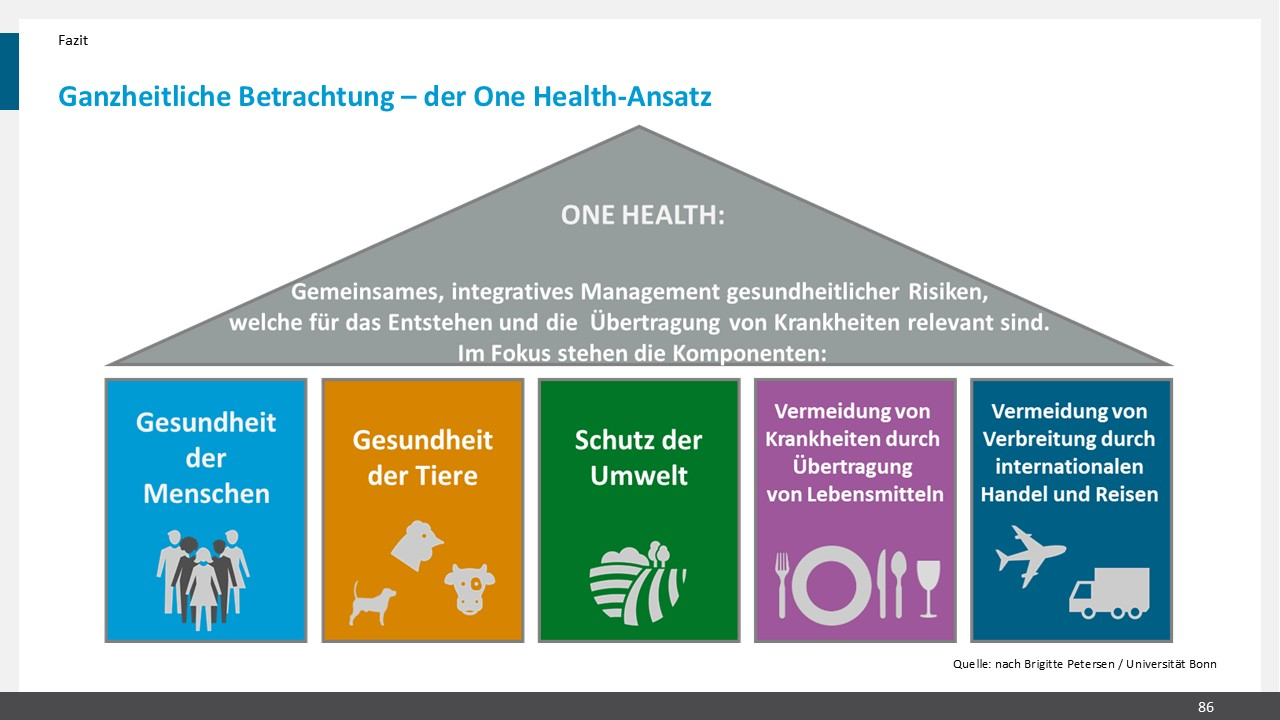 Fazit
Ganzheitliche Betrachtung – der One Health-Ansatz
ONE HEALTH:
Gemeinsames, integratives Management gesundheitlicher Risiken,
welche für das Entstehen und die Übertragung von Krankheiten relevant sind.
Im Fokus stehen die Komponenten:
Gesundheit
der
Menschen
Gesundheit
der Tiere
Schutz der
Umwelt
Vermeidung von
Krankheiten durch
Übertragung
von Lebensmitteln
Vermeidung von
Verbreitung durch
internationalen
Handel und Reisen
Quelle: nach Brigitte Petersen / Universität Bonn
86